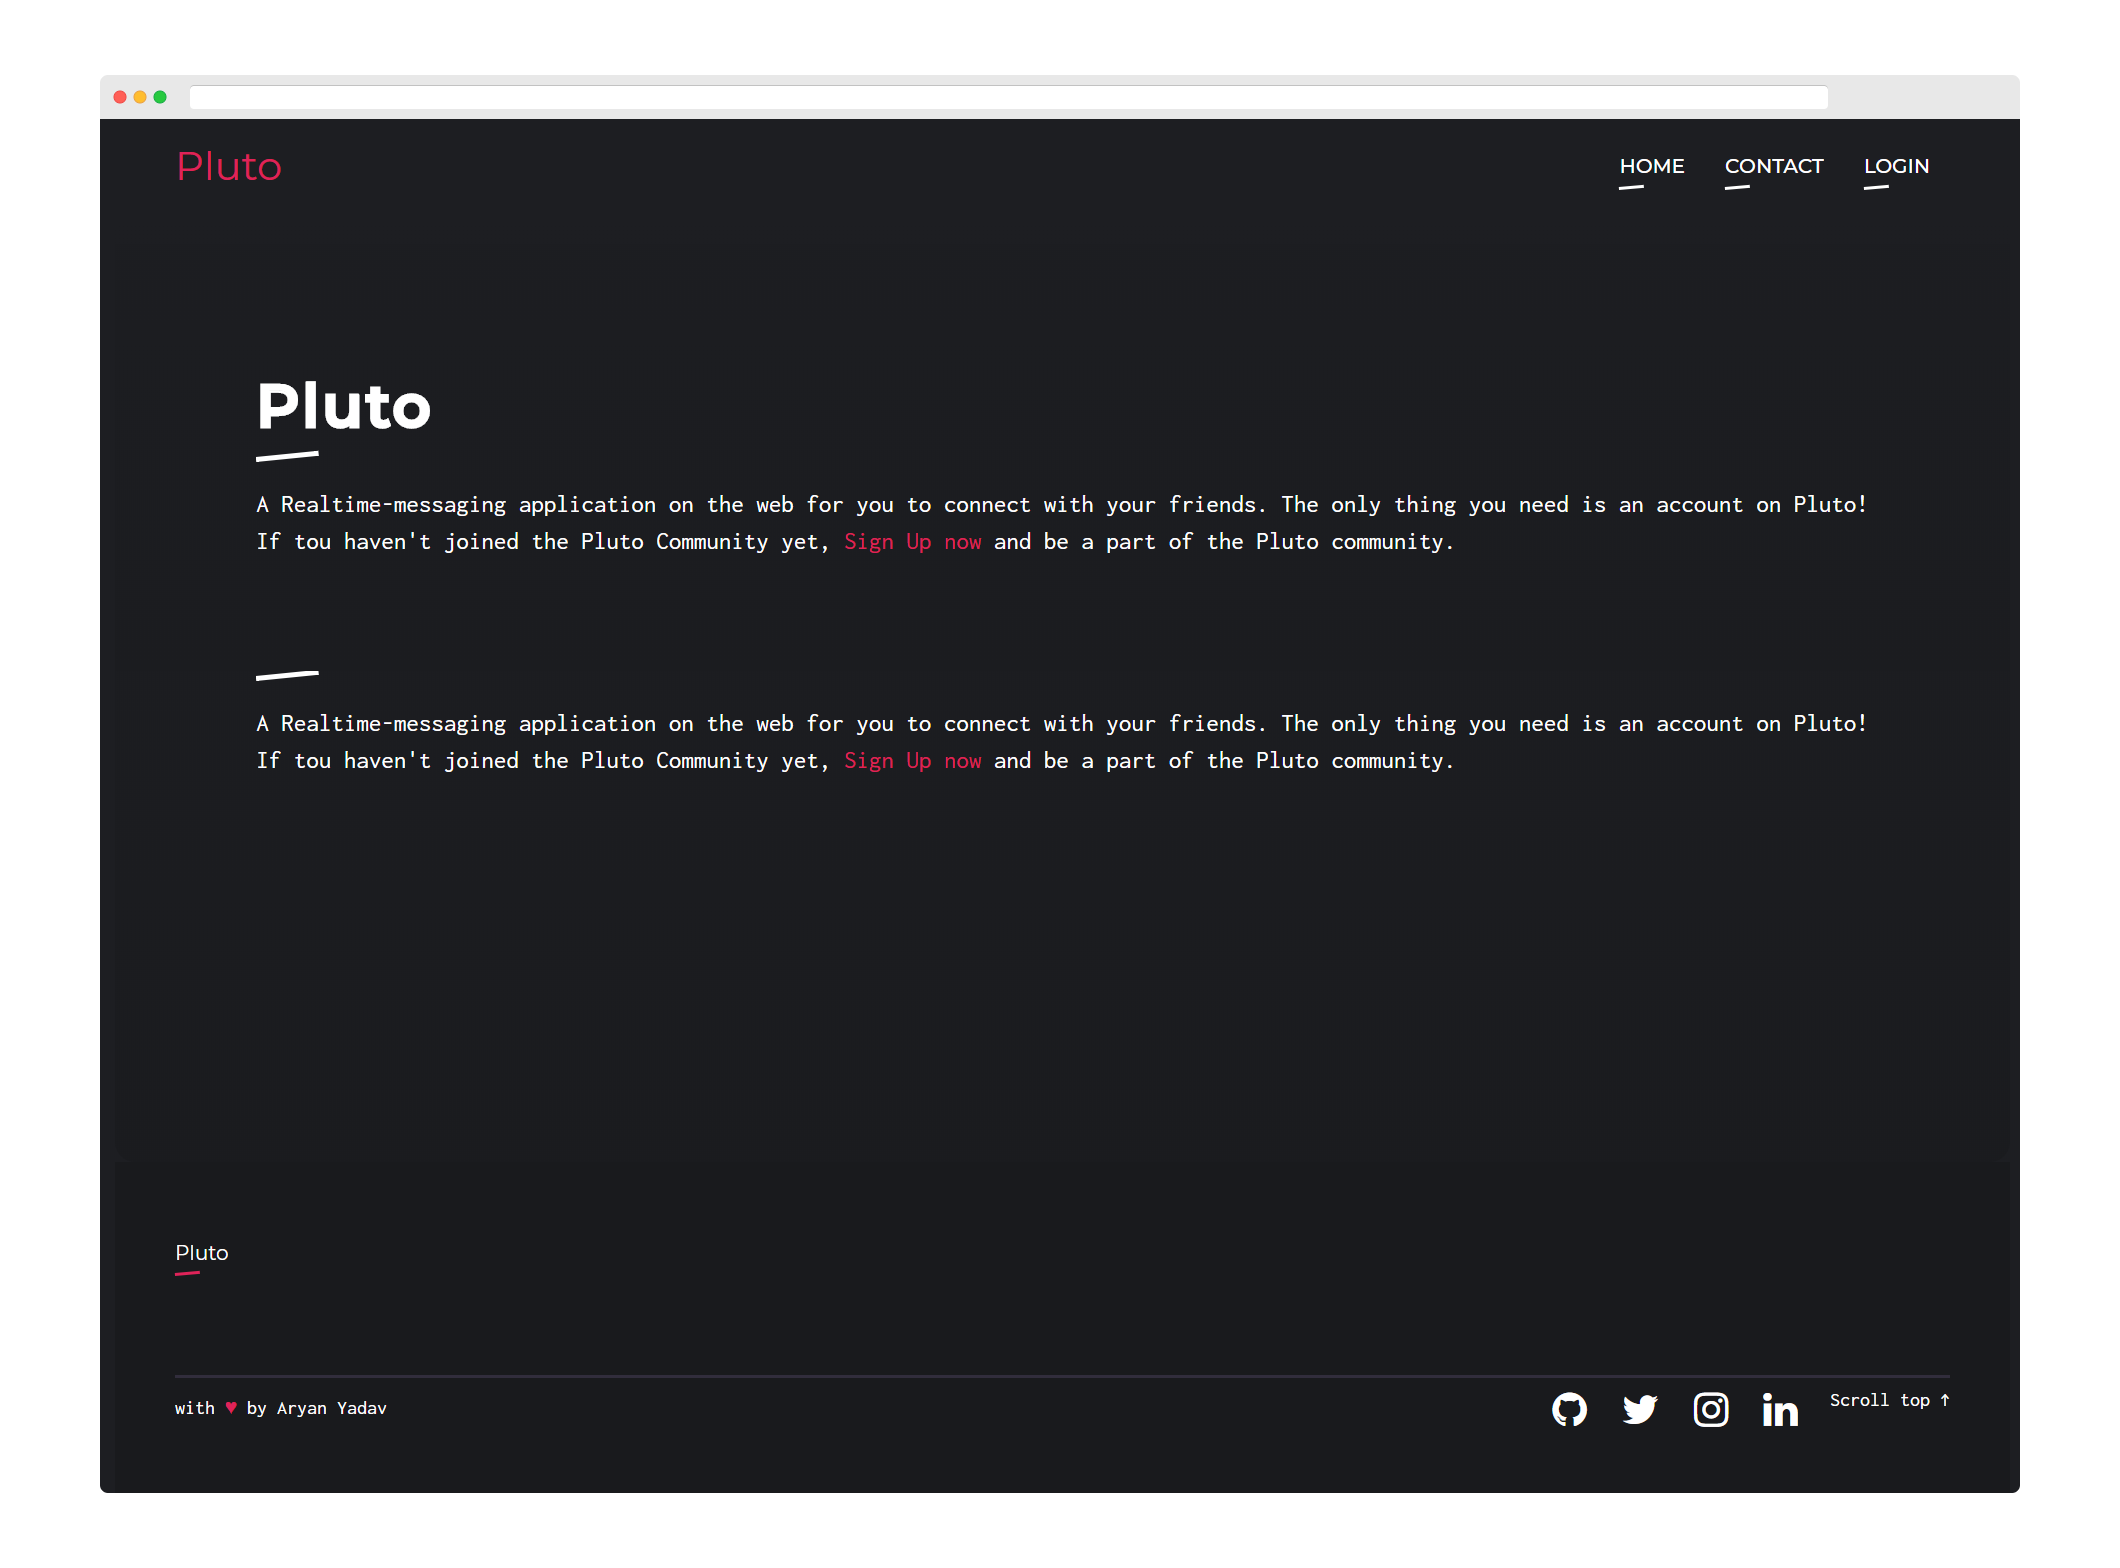 Pluto
HOME CONTACT LOGIN
Pluto
A Realtime-messaging application on the web for you to connect with your friends. The only thing you need is an account on Pluto!
If tou haven't joined the Pluto Community yet, Sign Up now and be a part of the Pluto community.
A Realtime-messaging application on the web for you to connect with your friends. The only thing you need is an account on Pluto!
If tou haven't joined the Pluto Community yet, Sign Up now and be a part of the Pluto community.
Pluto
with ♥ by Aryan Yadav
Scroll top ↑